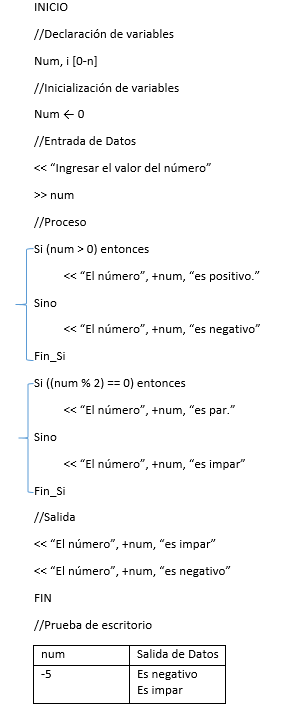 INICIO
//Declaración de variables
Num, i [0-n]
//Inicialización de variables
Num ← 0
//Entrada de Datos
<< “Ingresar el valor del número”
>> num
//Proceso
Si (num > 0) entonces
<< “El número”, +num, “es positivo.”
Sino
<< “El número”, +num, “es negativo”
Fin_Si
Si ((num % 2) == 0) entonces
<< “El número”, +num, “es par.”
Sino
<< “El número”, +num, “es impar”
Fin_Si
//Salida
<< “El número”, +num, “es impar”
<< “El número”, +num, “es negativo”
FIN
//Prueba de escritorio
num Salida de Datos
-5 Es negativo
Es impar